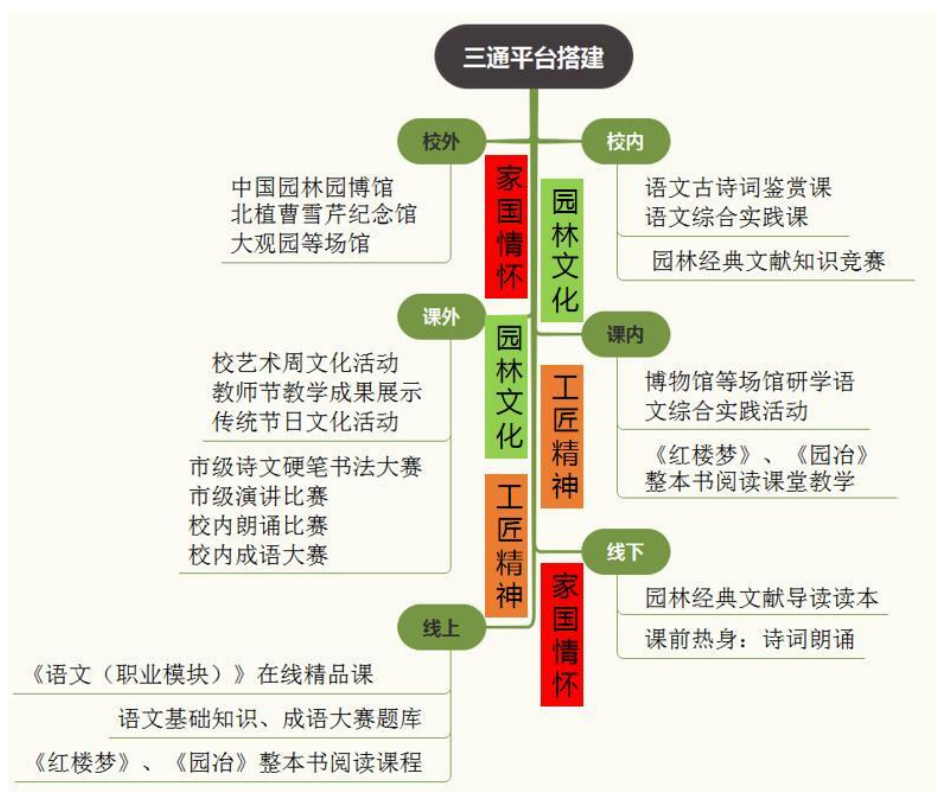 三通平台搭建
校外
中国园林园博馆
北植曹雪芹纪念馆
大观园等场馆
家国情怀
园林文化
校内
语文古诗词鉴赏课
语文综合实践课
园林经典文献知识竞赛
课外
校艺术周文化活动
教师节教学成果展示
传统节日文化活动
市级诗文硬笔书法大赛
市级演讲比赛
校内朗诵比赛
校内成语大赛
园林文化
工匠精神
课内
博物馆等场馆研学语
文综合实践活动
《红楼梦》、《园冶》
整本书阅读课堂教学
工匠精神
家国情怀
线下
园林经典文献导读读本
课前热身：诗词朗诵
线上
《语文（职业模块）》在线精品课
语文基础知识、成语大赛题库
《红楼梦》、《园冶》整本书阅读课程